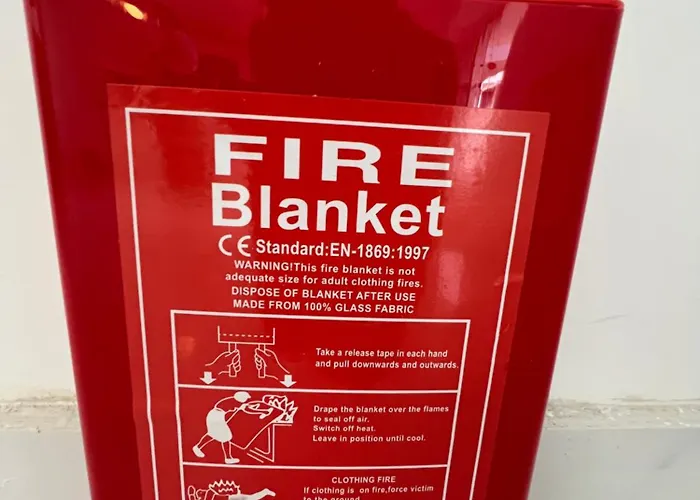 FIRE
Blanket
CE Standard:EN-1869:1997
WARNING!This fire blanket is not
adequate size for adult clothing fires.
DISPOSE OF BLANKET AFTER USE
MADE FROM 100% GLASS FABRIC
Take a release tape in each hand
and pull downwards and outwards.
Drape the blanket over the flames
to seal off air.
Switch off heat.
Leave in position until cool.
CLOTHING FIRE
If clothing is on fire,force victim
to the ground